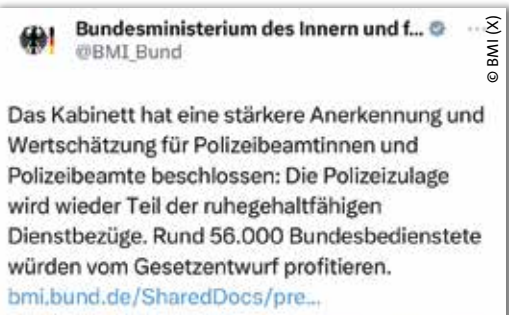 Bundesministerium des Innern und f...
@BMI_Bund
© BMI (X)
Das Kabinett hat eine stärkere Anerkennung und
Wertschätzung für Polizeibeamtinnen und
Polizeibeamte beschlossen: Die Polizeizulage
wird wieder Teil der ruhegehaltfähigen
Dienstbezüge. Rund 56.000 Bundesbedienstete
würden vom Gesetzentwurf profitieren.
bmi.bund.de/SharedDocs/pre...